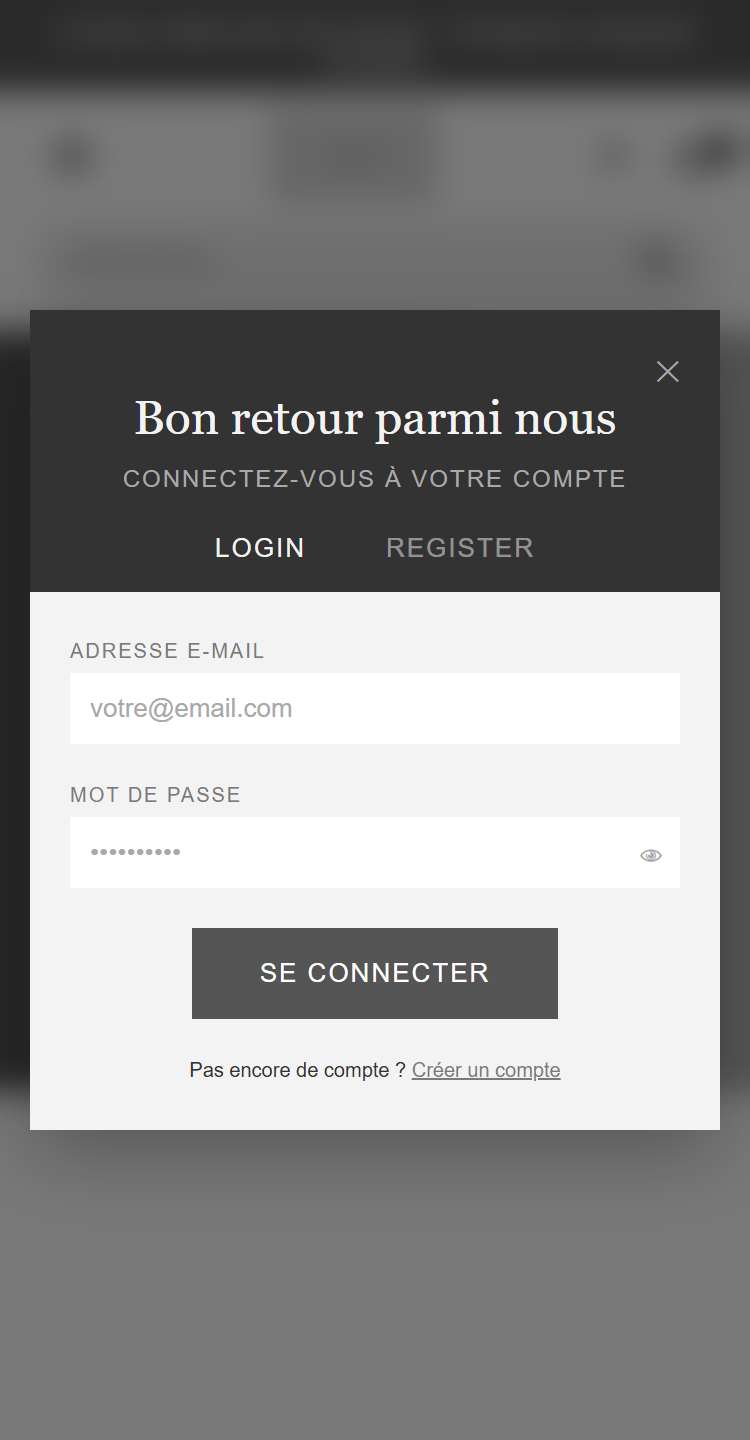 Bon retour parmi nous
CONNECTEZ-VOUS À VOTRE COMPTE
LOGIN REGISTER
ADRESSE E-MAIL
votre@email.com
MOT DE PASSE
••••••••••
SE CONNECTER
Pas encore de compte ? Créer un compte